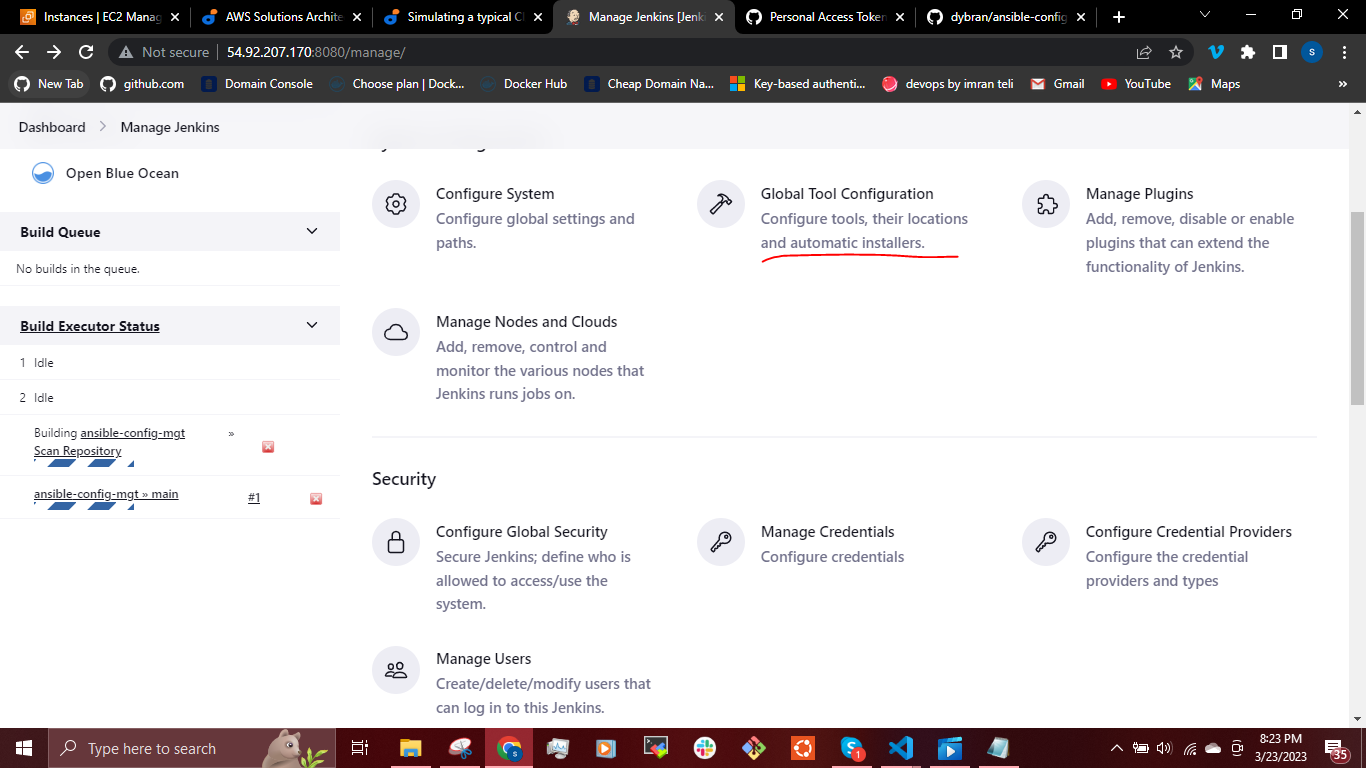 Instances | EC2 Manag
AWS Solutions Archite
Simulating a typical CI
Manage Jenkins [Jenki
Personal Access Token
dybran/ansible-config
Not secure
54.92.207.170:8080/manage/
s
New Tab
github.com
Domain Console
Choose plan | Dock...
Docker Hub
Cheap Domain Na...
Key-based authenti...
devops by imran teli
Gmail
YouTube
Maps
»
Dashboard
Manage Jenkins
Open Blue Ocean
Build Queue
No builds in the queue.
Build Executor Status
1 Idle
2 Idle
Building ansible-config-mgt »
Scan Repository
ansible-config-mgt » main #1
Configure System
Configure global settings and
paths.
Global Tool Configuration
Configure tools, their locations
and automatic installers.
Manage Plugins
Add, remove, disable or enable
plugins that can extend the
functionality of Jenkins.
Manage Nodes and Clouds
Add, remove, control and
monitor the various nodes that
Jenkins runs jobs on.
Security
Configure Global Security
Secure Jenkins; define who is
allowed to access/use the
system.
Manage Credentials
Configure credentials
Configure Credential Providers
Configure the credential
providers and types
Manage Users
Create/delete/modify users that
can log in to this Jenkins.
Type here to search
s
1
8:23 PM
3/23/2023
35